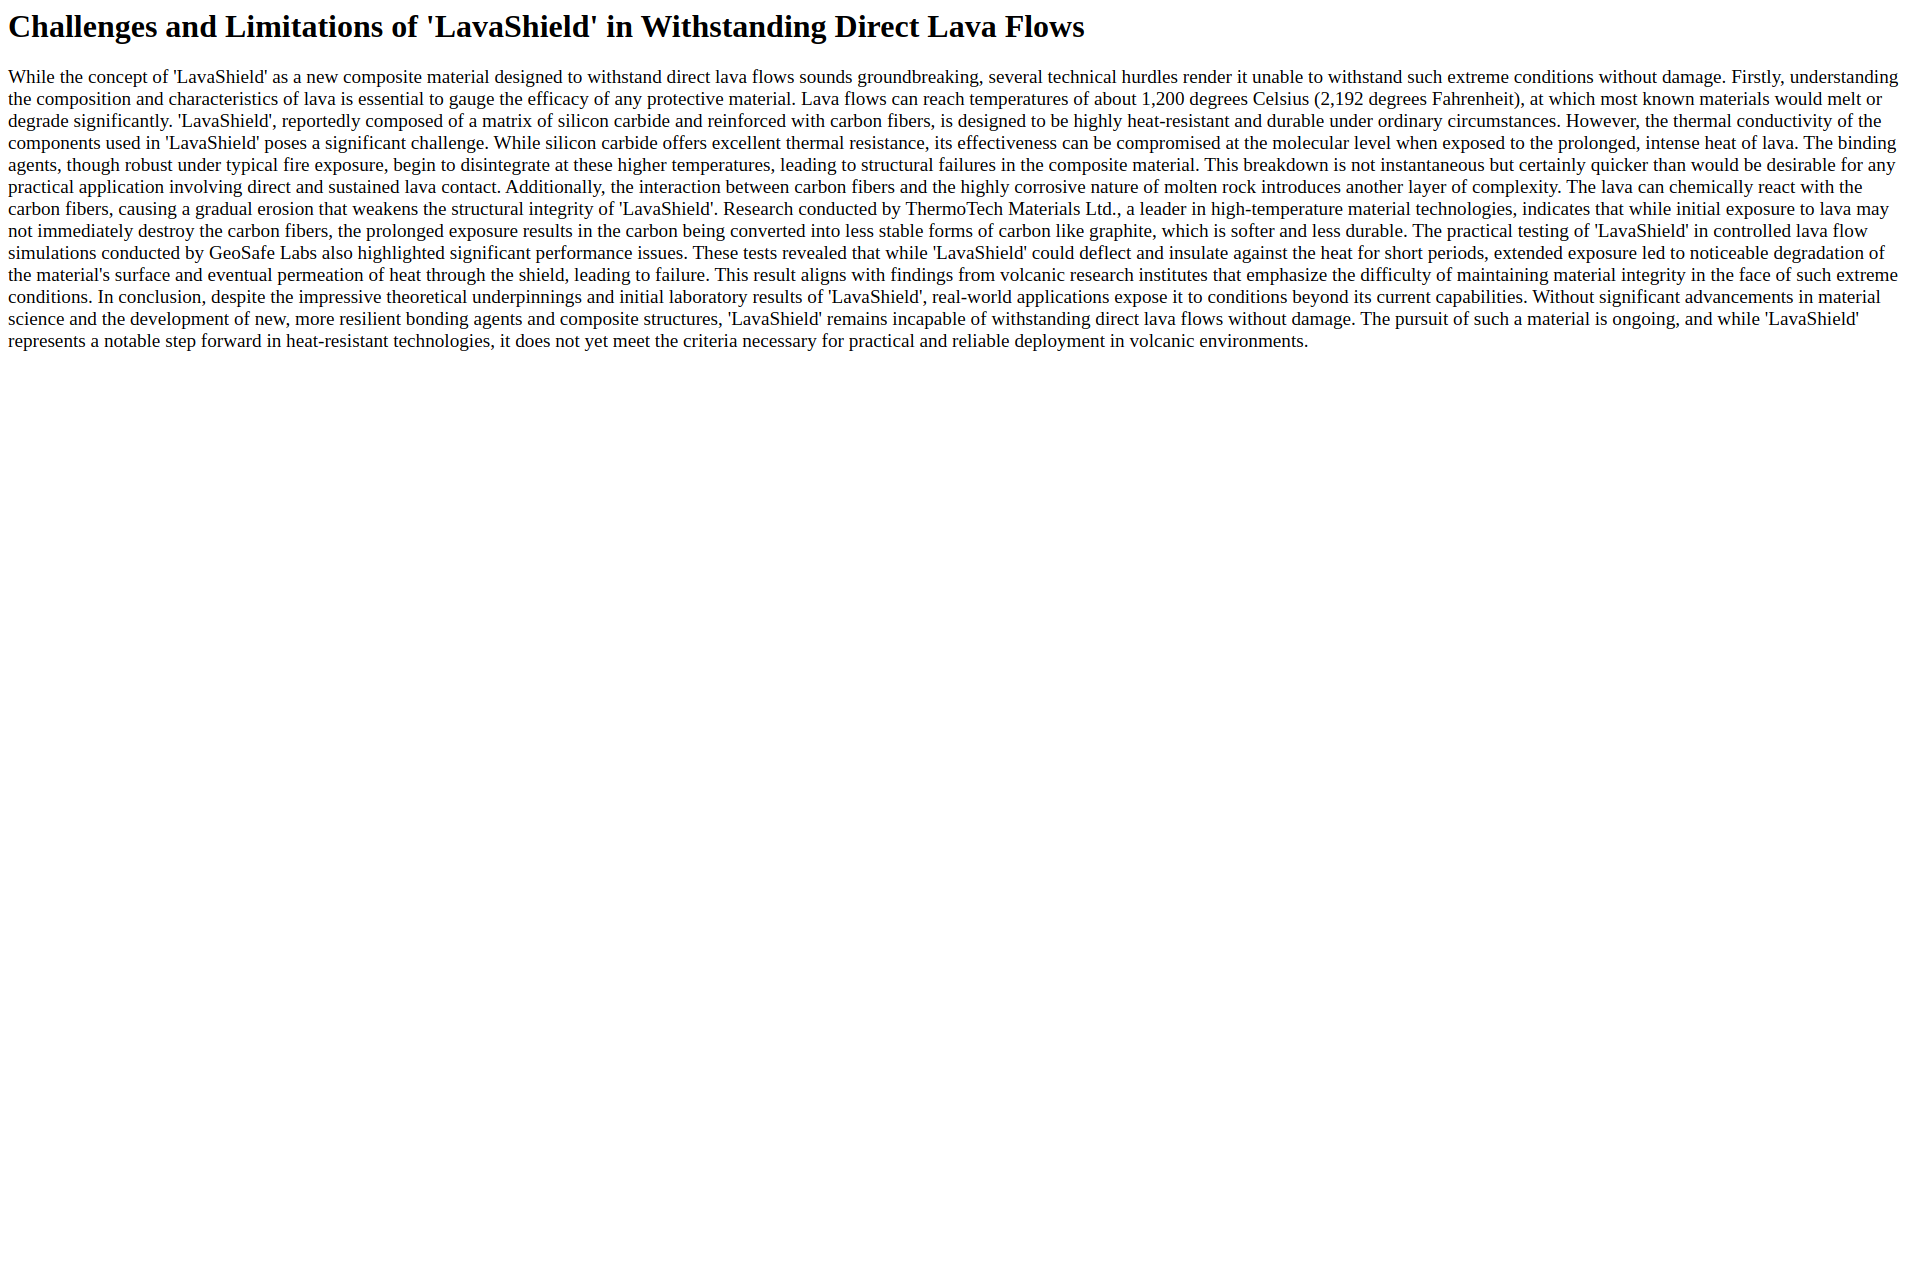 Challenges and Limitations of 'LavaShield' in Withstanding Direct Lava Flows
While the concept of 'LavaShield' as a new composite material designed to withstand direct lava flows sounds groundbreaking, several technical hurdles render it unable to withstand such extreme conditions without damage. Firstly, understanding
the composition and characteristics of lava is essential to gauge the efficacy of any protective material. Lava flows can reach temperatures of about 1,200 degrees Celsius (2,192 degrees Fahrenheit), at which most known materials would melt or
degrade significantly. 'LavaShield', reportedly composed of a matrix of silicon carbide and reinforced with carbon fibers, is designed to be highly heat-resistant and durable under ordinary circumstances. However, the thermal conductivity of the
components used in 'LavaShield' poses a significant challenge. While silicon carbide offers excellent thermal resistance, its effectiveness can be compromised at the molecular level when exposed to the prolonged, intense heat of lava. The binding
agents, though robust under typical fire exposure, begin to disintegrate at these higher temperatures, leading to structural failures in the composite material. This breakdown is not instantaneous but certainly quicker than would be desirable for any
practical application involving direct and sustained lava contact. Additionally, the interaction between carbon fibers and the highly corrosive nature of molten rock introduces another layer of complexity. The lava can chemically react with the
carbon fibers, causing a gradual erosion that weakens the structural integrity of 'LavaShield'. Research conducted by ThermoTech Materials Ltd., a leader in high-temperature material technologies, indicates that while initial exposure to lava may
not immediately destroy the carbon fibers, the prolonged exposure results in the carbon being converted into less stable forms of carbon like graphite, which is softer and less durable. The practical testing of 'LavaShield' in controlled lava flow
simulations conducted by GeoSafe Labs also highlighted significant performance issues. These tests revealed that while 'LavaShield' could deflect and insulate against the heat for short periods, extended exposure led to noticeable degradation of
the material's surface and eventual permeation of heat through the shield, leading to failure. This result aligns with findings from volcanic research institutes that emphasize the difficulty of maintaining material integrity in the face of such extreme
conditions. In conclusion, despite the impressive theoretical underpinnings and initial laboratory results of 'LavaShield', real-world applications expose it to conditions beyond its current capabilities. Without significant advancements in material
science and the development of new, more resilient bonding agents and composite structures, 'LavaShield' remains incapable of withstanding direct lava flows without damage. The pursuit of such a material is ongoing, and while 'LavaShield'
represents a notable step forward in heat-resistant technologies, it does not yet meet the criteria necessary for practical and reliable deployment in volcanic environments.